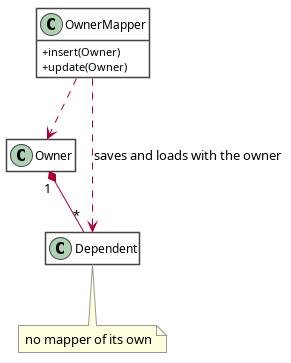 C OwnerMapper
+insert(Owner)
+update(Owner)
C Owner
saves and loads with the owner
1
*
C Dependent
no mapper of its own